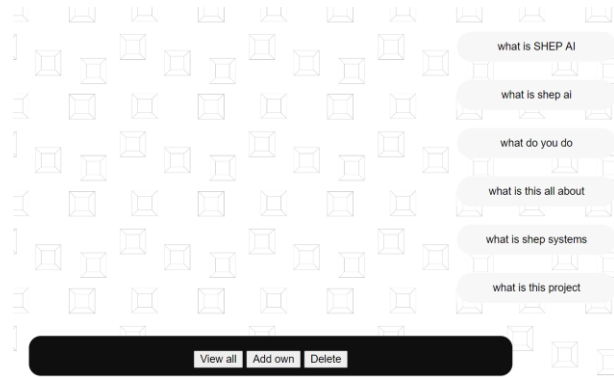 what is SHEP AI
what is shep ai
what do you do
what is this all about
what is shep systems
what is this project
View all Add own Delete